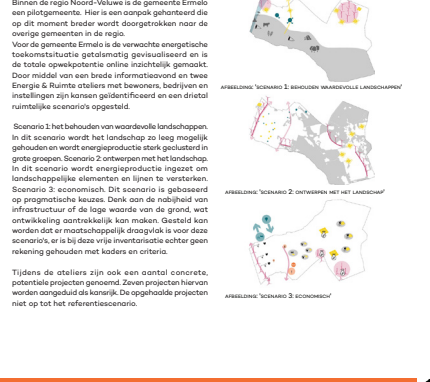 Binnen de regio Noord-Veluwe is de gemeente Ermelo
een pilotgemeente. Hier is een aanpak gehanteerd die
op dit moment breder wordt doorgetrokken naar de
overige gemeenten in de regio.
Voor de gemeente Ermelo is de verwachte energetische
toekomstsituatie getalsmatig gevisualiseerd en is
de totale opwekpotentie online inzichtelijk gemaakt.
Door middel van een brede informatieavond en twee
Energie & Ruimte ateliers met bewoners, bedrijven en
instellingen zijn kansen geïdentificeerd en een drietal
ruimtelijke scenario's opgesteld.
Scenario 1: het behouden van waardevolle landschappen.
In dit scenario wordt het landschap zo leeg mogelijk
gehouden en wordt energieproductie sterk geclusterd in
grote groepen. Scenario 2: ontwerpen met het landschap.
In dit scenario wordt energieproductie ingezet om
landschappelijke elementen en lijnen te versterken.
Scenario 3: economisch. Dit scenario is gebaseerd
op pragmatische keuzes. Denk aan de nabijheid van
infrastructuur of de lage waarde van de grond, wat
ontwikkeling aantrekkelijk kan maken. Gesteld kan
worden dat er maatschappelijk draagvlak is voor deze
scenario's, er is bij deze vrije inventarisatie echter geen
rekening gehouden met kaders en criteria.
Tijdens de ateliers zijn ook een aantal concrete,
potentiele projecten genoemd. Zeven projecten hiervan
worden aangeduid als kansrijk. De opgehaalde projecten
niet op tot het referentiescenario.
AFBEELDING: 'SCENARIO 1: BEHOUDEN WAARDEVOLLE LANDSCHAPPEN'
AFBEELDING: 'SCENARIO 2: ONTWERPEN MET HET LANDSCHAP'
AFBEELDING: 'SCENARIO 3: ECONOMISCH'